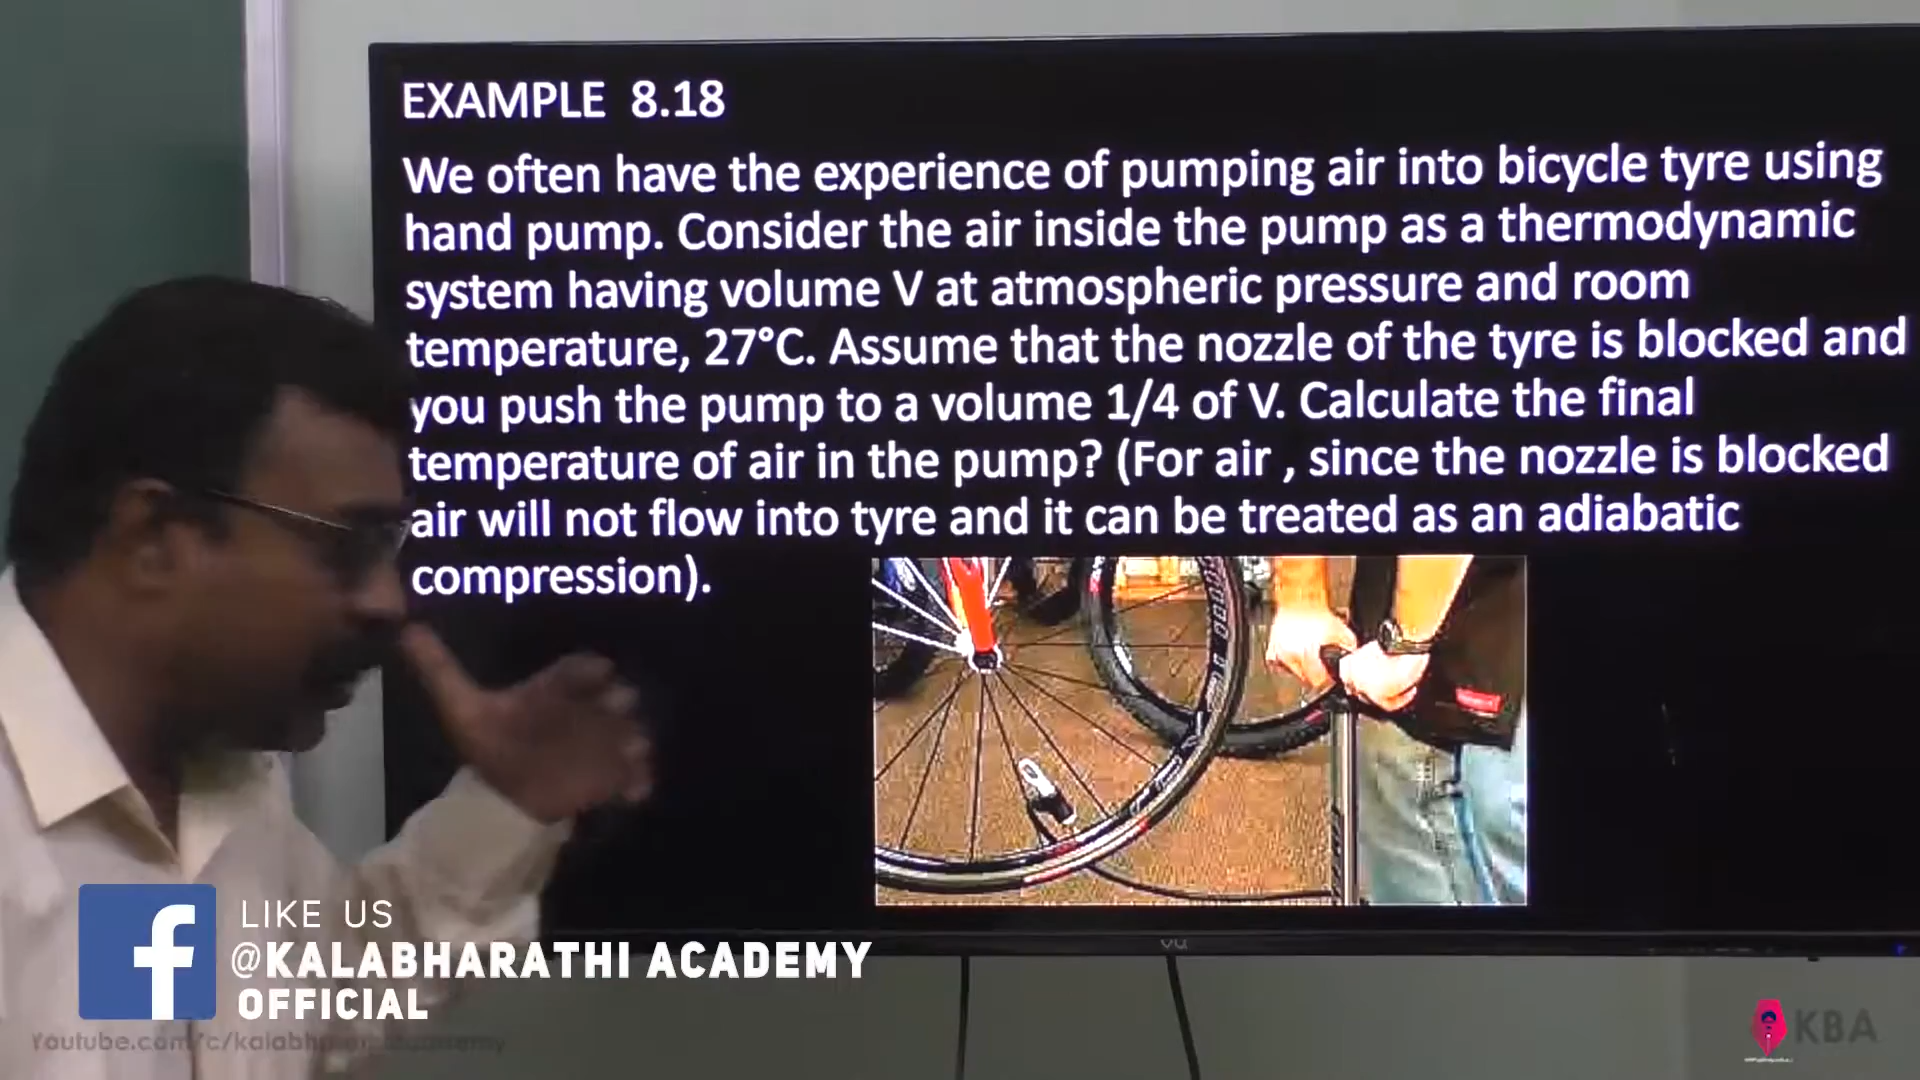 EXAMPLE 8.18
We often have the experience of pumping air into bicycle tyre using
hand pump. Consider the air inside the pump as a thermodynamic
system having volume V at atmospheric pressure and room
temperature, 27°C. Assume that the nozzle of the tyre is blocked and
you push the pump to a volume 1/4 of V. Calculate the final
temperature of air in the pump? (For air , since the nozzle is blocked
air will not flow into tyre and it can be treated as an adiabatic
compression).
vu
f
LIKE US
@KALABHARATHI ACADEMY
OFFICIAL
KBA